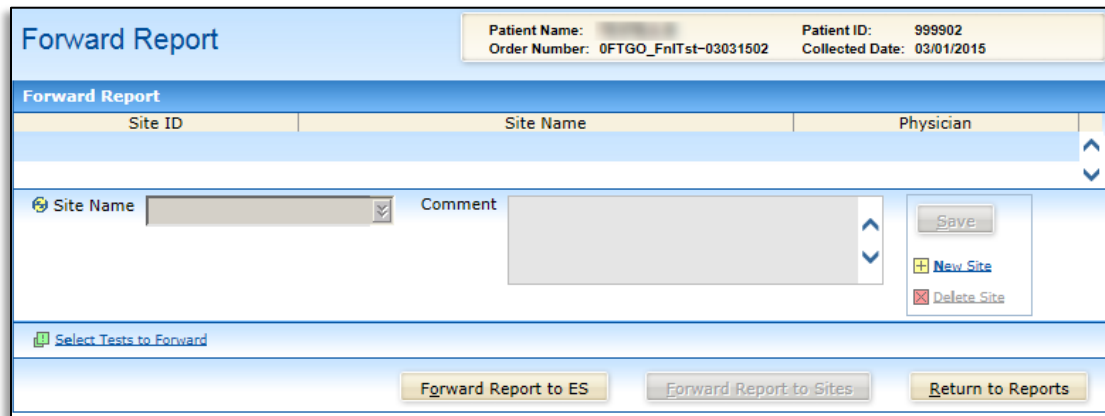 Forward Report
Patient Name: Patient ID: 999902
Order Number: 0FTGO_FnlTst-03031502 Collected Date: 03/01/2015
Forward Report
Site ID Site Name Physician
Site Name Comment
Save
New Site
Delete Site
Select Tests to Forward
Forward Report to ES Forward Report to Sites Return to Reports